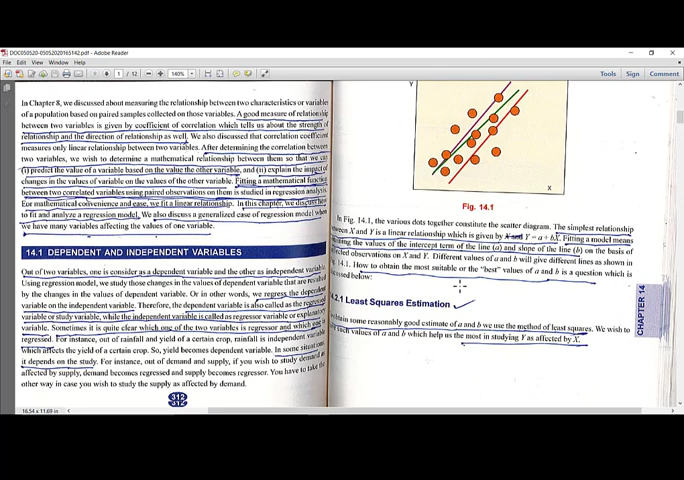 DOC050520-05052020165142.pdf - Adobe Reader
File Edit View Window Help
1 / 12 140%
Tools Sign Comment
In Chapter 8, we discussed about measuring the relationship between two characteristics or variables
of a population based on paired samples collected on those variables. A good measure of relationship
between two variables is given by coefficient of correlation which tells us about the strength of
relationship and the direction of relationship as well. We also discussed that correlation coefficient
measures only linear relationship between two variables. After determining the correlation between
two variables, we wish to determine a mathematical relationship between them so that we can
(i) predict the value of a variable based on the value the other variable, and (ii) explain the impact of
changes in the values of variable on the values of the other variable. Fitting a mathematical function
between two correlated variables using paired observations on them is studied in regression analysis.
For mathematical convenience and ease, we fit a linear relationship. In this chapter, we discuss how
to fit and analyze a regression model. We also discuss a generalized case of regression model when
we have many variables affecting the values of one variable.
14.1 DEPENDENT AND INDEPENDENT VARIABLES
Out of two variables, one is consider as a dependent variable and the other as independent variable.
Using regression model, we study those changes in the values of dependent variable that are
by the changes in the values of dependent variable. Or in other words, we regress the dependent
variable on the independent variable. Therefore, the dependent variable is also called as the regressed
variable or study variable, while the independent variable is called as regressor variable or explanatory
variable. Sometimes it is quite clear which one of the two variables is regressor and which one is
regressed. For instance, out of rainfall and yield of a certain crop, rainfall is independent variable
which affects the yield of a certain crop. So, yield becomes dependent variable. In some situations
it depends on the study. For instance, out of demand and supply, if you wish to study demand as
affected by supply, demand becomes regressed and supply becomes regressor. You have to take the
other way in case you wish to study the supply as affected by demand.
312
312
16.54 x 11.69 in
Y
X
Fig. 14.1
In Fig. 14.1, the various dots together constitute the scatter diagram. The simplest relationship
ween X and Y is a linear relationship which is given by Y = a + bX. Fitting a model means
the values of the intercept term of the line (a) and slope of the line (b) on the basis of
observations on X and Y. Different values of a and b will give different lines as shown in
14.1. How to obtain the most suitable or the "best" values of a and b is a question which is
ussed below:
4.2.1 Least Squares Estimation
obtain some reasonably good estimate of a and b we use the method of least squares. We wish to
such values of a and b which help us the most in studying Y as affected by X.
CHAPTER 14